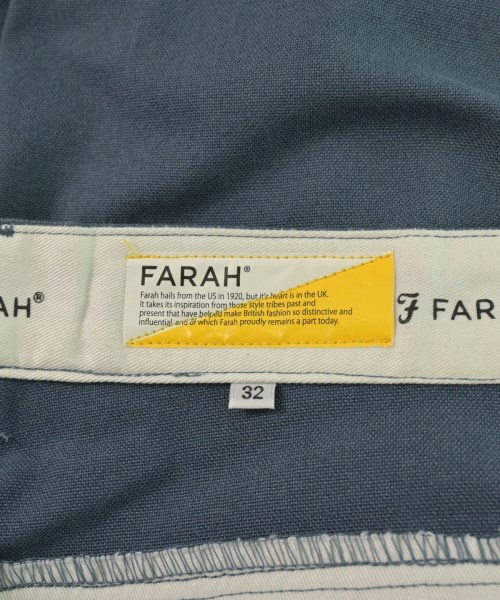 FARAH®
Farah hails from the US in 1920, but it's heart is in the UK.
It takes its inspiration from those style tribes past and
present that have helped make British fashion so distinctive and
influential and of which Farah proudly remains a part today.
AH®
F FAR
32